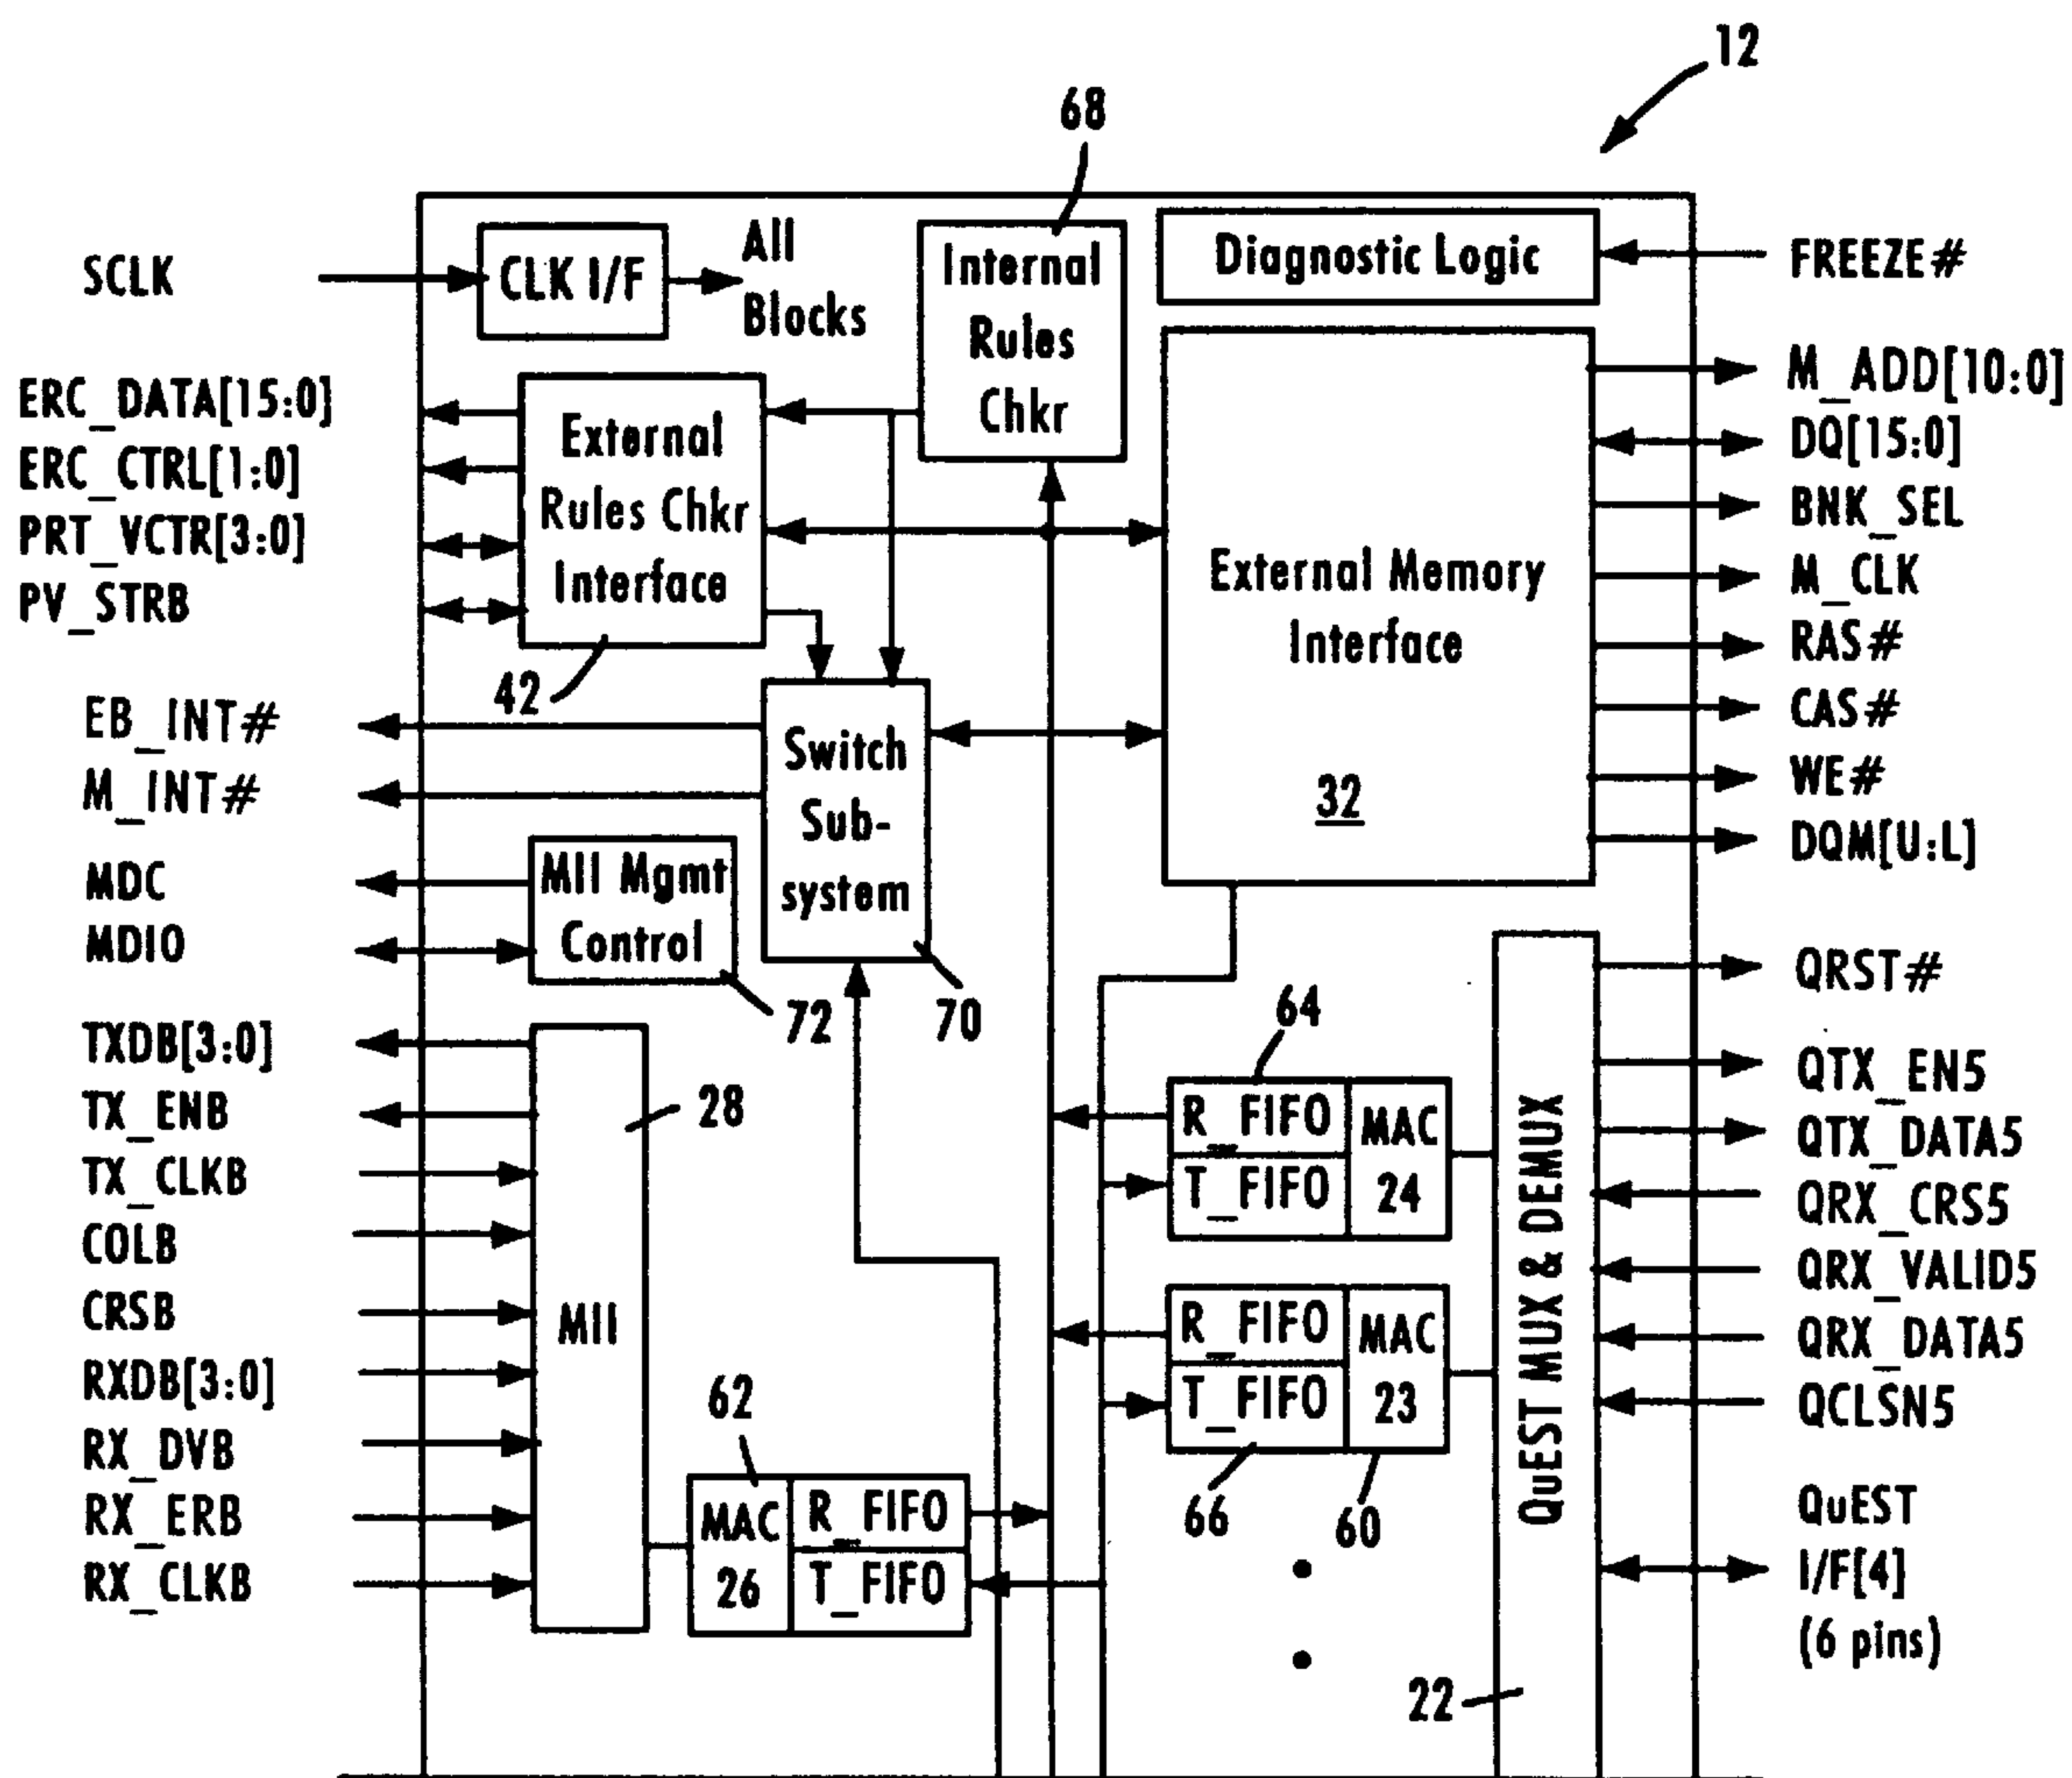 12
68
SCLK
CLK I/F
All
Blocks
Internal
Rules
Chkr
Diagnostic Logic
FREEZE#
ERC_DATA[15:0]
ERC_CTRL[1:0]
PRT_VCTR[3:0]
PV_STRB
External
Rules Chkr
Interface
42
External Memory
Interface
32
M_ADD[10:0]
DQ[15:0]
BNK_SEL
M_CLK
RAS#
CAS#
WE#
DQM[U:L]
EB_INT#
M_INT#
MDC
MDIO
Switch
Sub-
system
70
MII Mgmt
Control
72
TXDB[3:0]
TX_ENB
TX_CLKB
COLB
CRSB
RXDB[3:0]
RX_DVB
RX_ERB
RX_CLKB
MII
28
62
MAC
26
R_FIFO
T_FIFO
64
R_FIFO
T_FIFO
MAC
24
R_FIFO
T_FIFO
MAC
23
66
60
QuEST MUX & DEMUX
22
QRST#
QTX_EN5
QTX_DATA5
QRX_CRS5
QRX_VALID5
QRX_DATA5
QCLSN5
QuEST
I/F[4]
(6 pins)